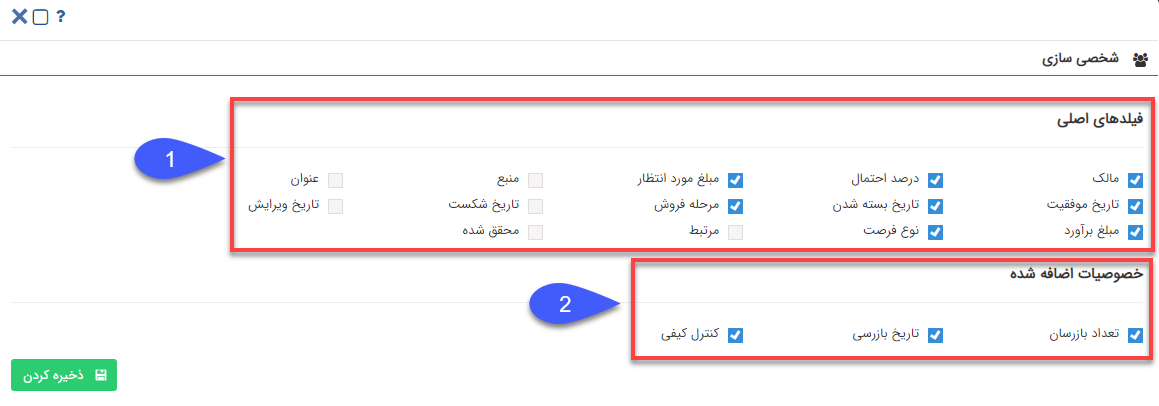 ?
شخصی سازی
فیلدهای اصلی
1
مالک درصد احتمال مبلغ مورد انتظار منبع عنوان
تاریخ موفقیت تاریخ بسته شدن مرحله فروش تاریخ شکست تاریخ ویرایش
مبلغ برآورد نوع فرصت مرتبط محقق شده
خصوصیات اضافه شده
2
تعداد بازرسان تاریخ بازرسی کنترل کیفی
ذخیره کردن